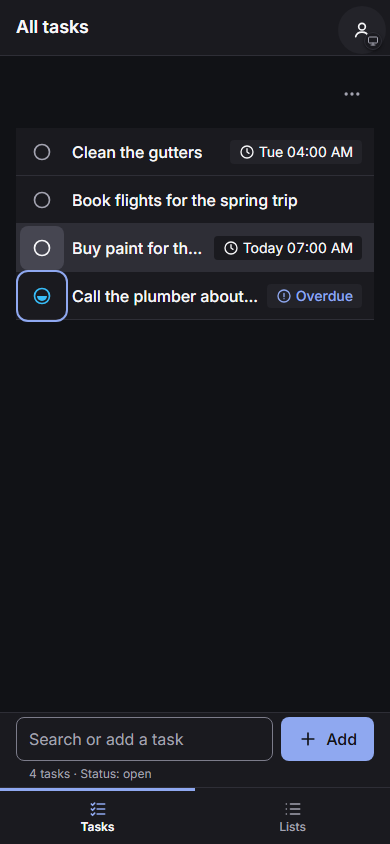 All tasks
Clean the gutters Tue 04:00 AM
Book flights for the spring trip
Buy paint for th... Today 07:00 AM
Call the plumber about... Overdue
Search or add a task
Add
4 tasks · Status: open
Tasks Lists